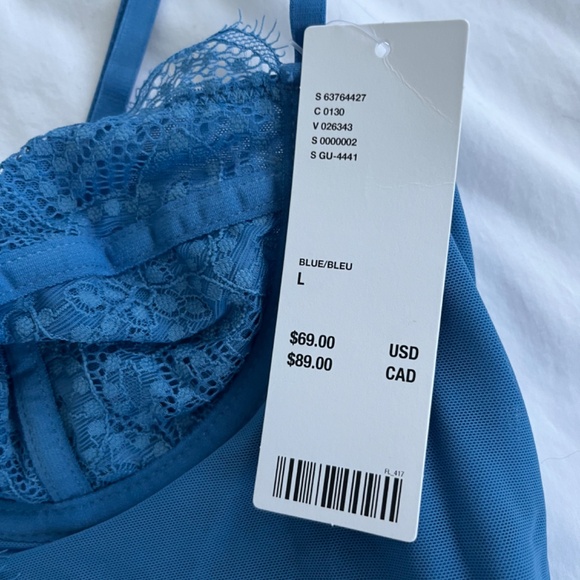 S 63764427
C 0130
V 026343
S 0000002
S GU-4441
BLUE/BLEU
L
$69.00 USD
$89.00 CAD
FL_417